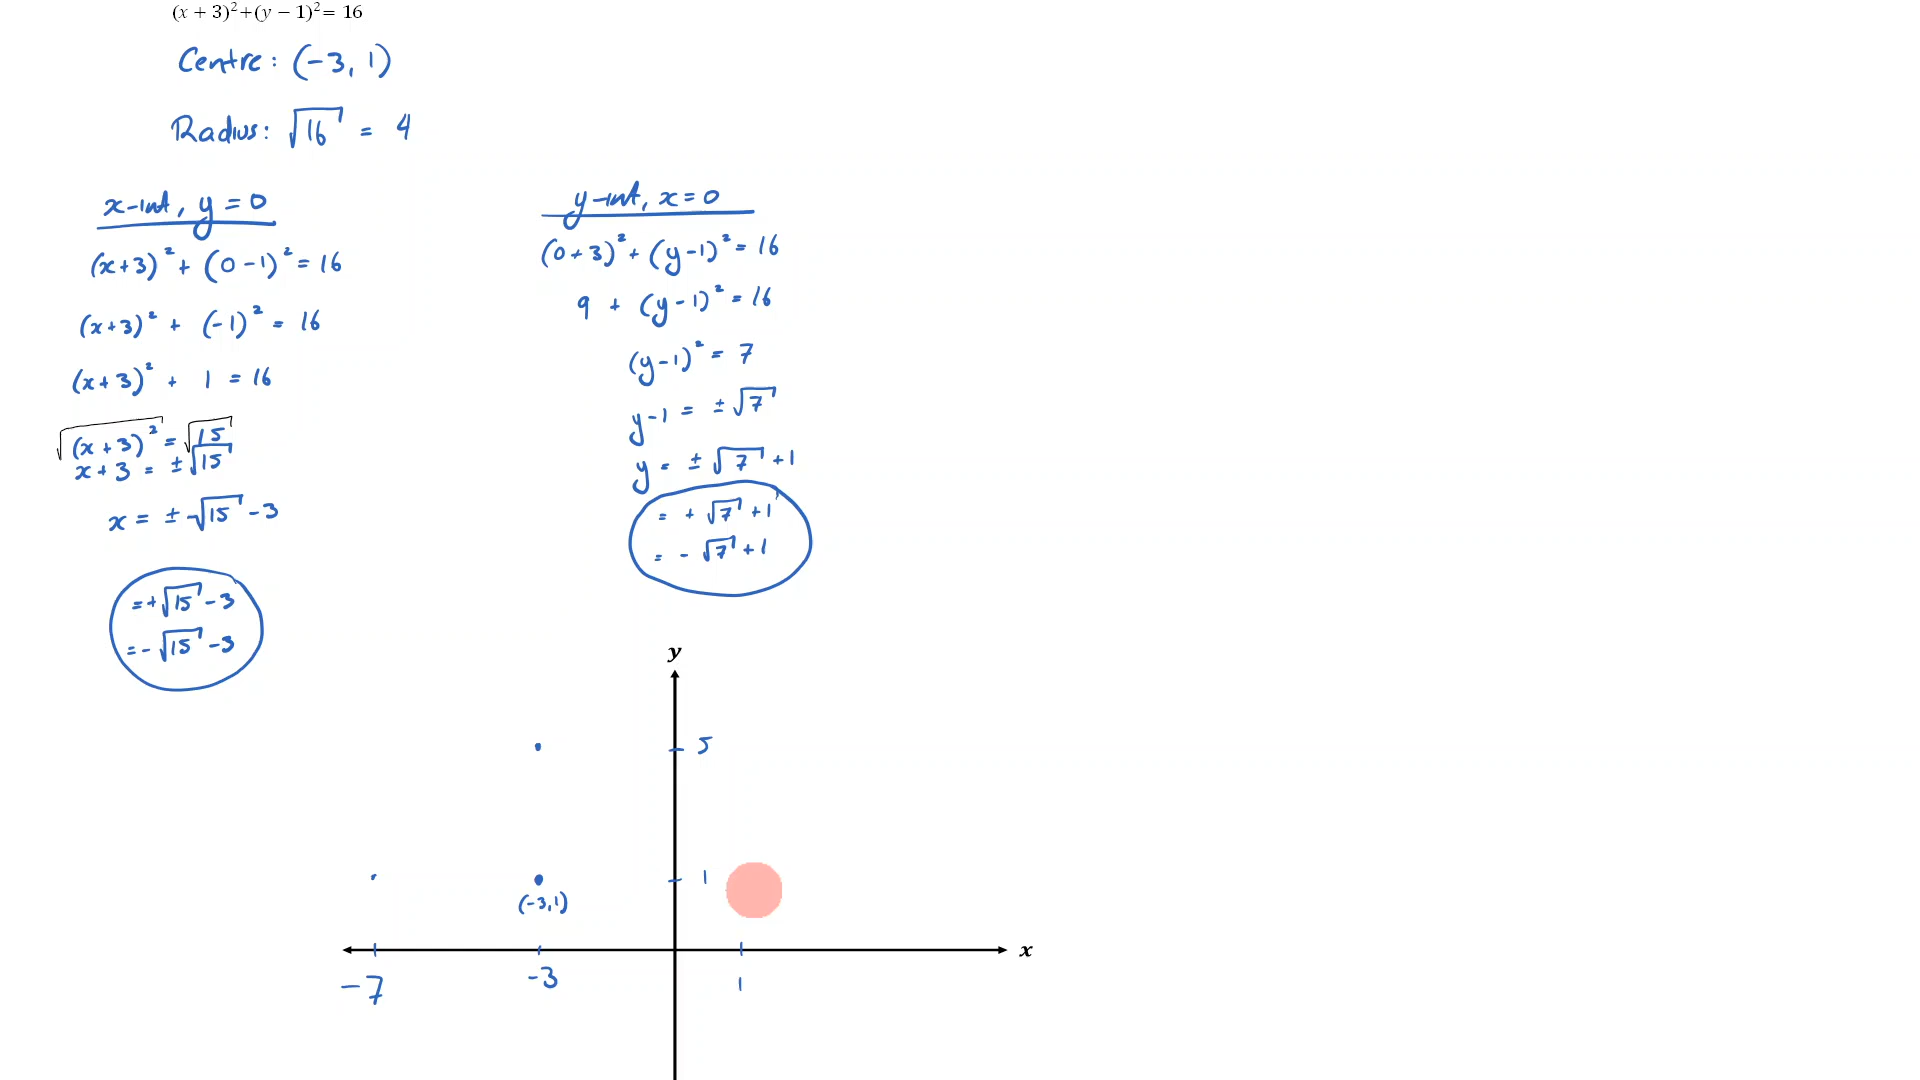 (x + 3)²+(y − 1)²= 16
Centre: (-3, 1)
Radius: √16 = 4
x-int, y = 0
(x+3)² + (0-1)² = 16
(x+3)² + (-1)² = 16
(x+3)² + 1 = 16
√(x+3)² = √15
x+3 = ±√15
x = ±√15 -3
=+√15 -3
=-√15 -3
y-int, x=0
(0+3)² + (y-1)² = 16
9 + (y-1)² = 16
(y-1)² = 7
y-1 = ±√7
y = ±√7 +1
= +√7 +1
= -√7 +1
y
5
1
(-3,1)
x
-7 -3 1